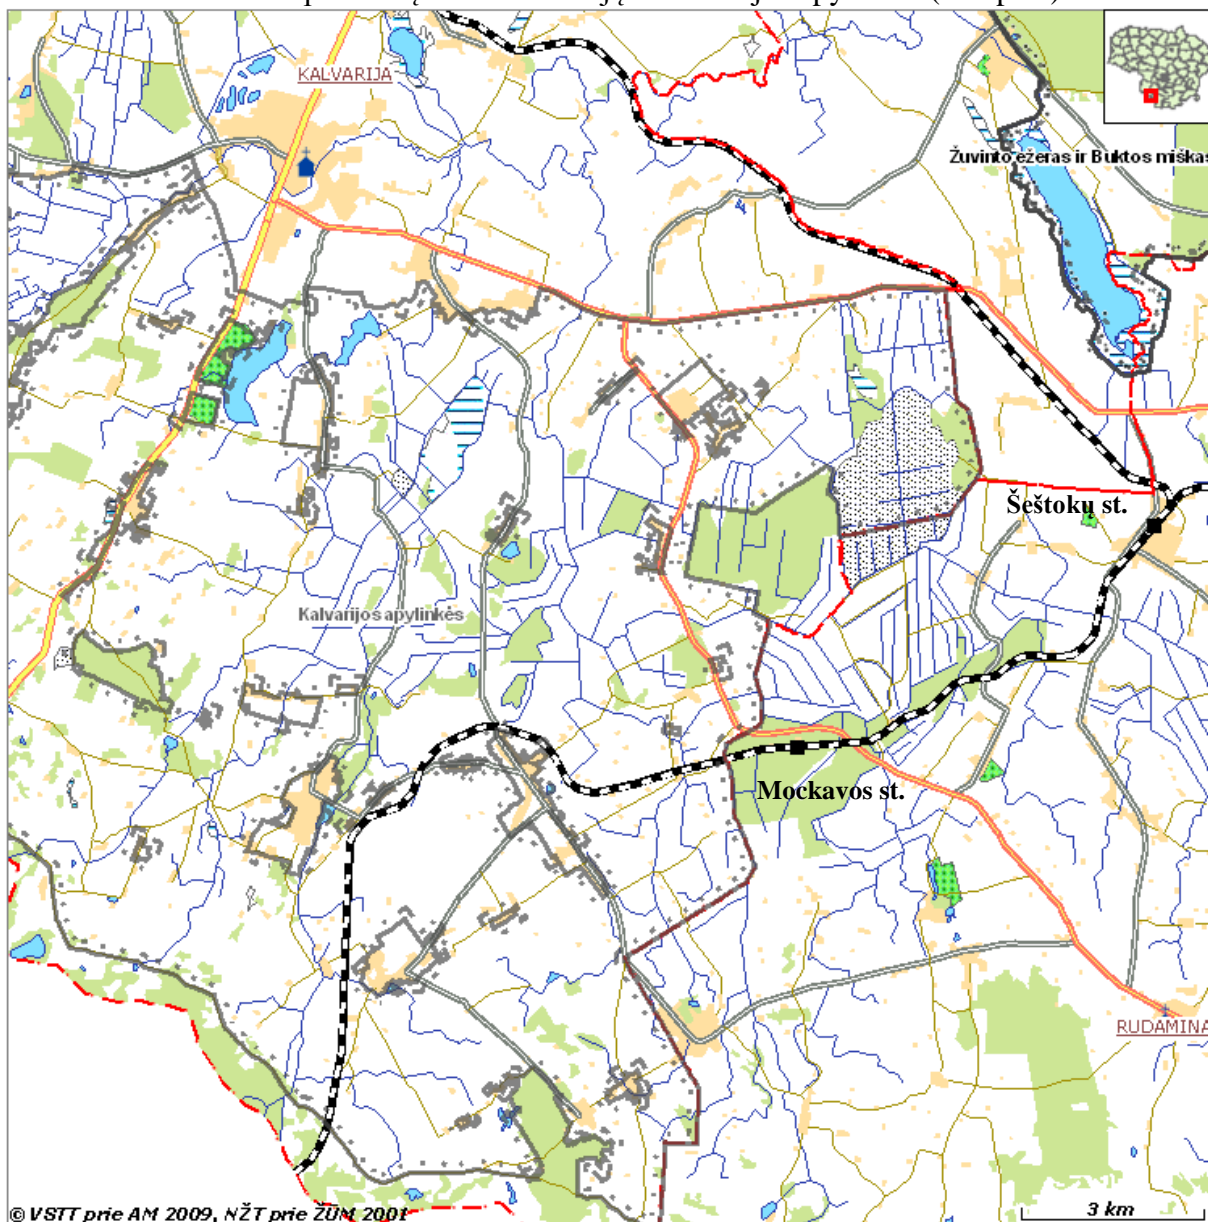 KALVARIJA
Žuvinto ežeras ir Buktos miškas
Šeštokų st.
Kalvarijos apylinkės
Mockavos st.
RUDAMINA
3 km
© VSTT prie AM 2009, NŽT prie ŽŪM 2001